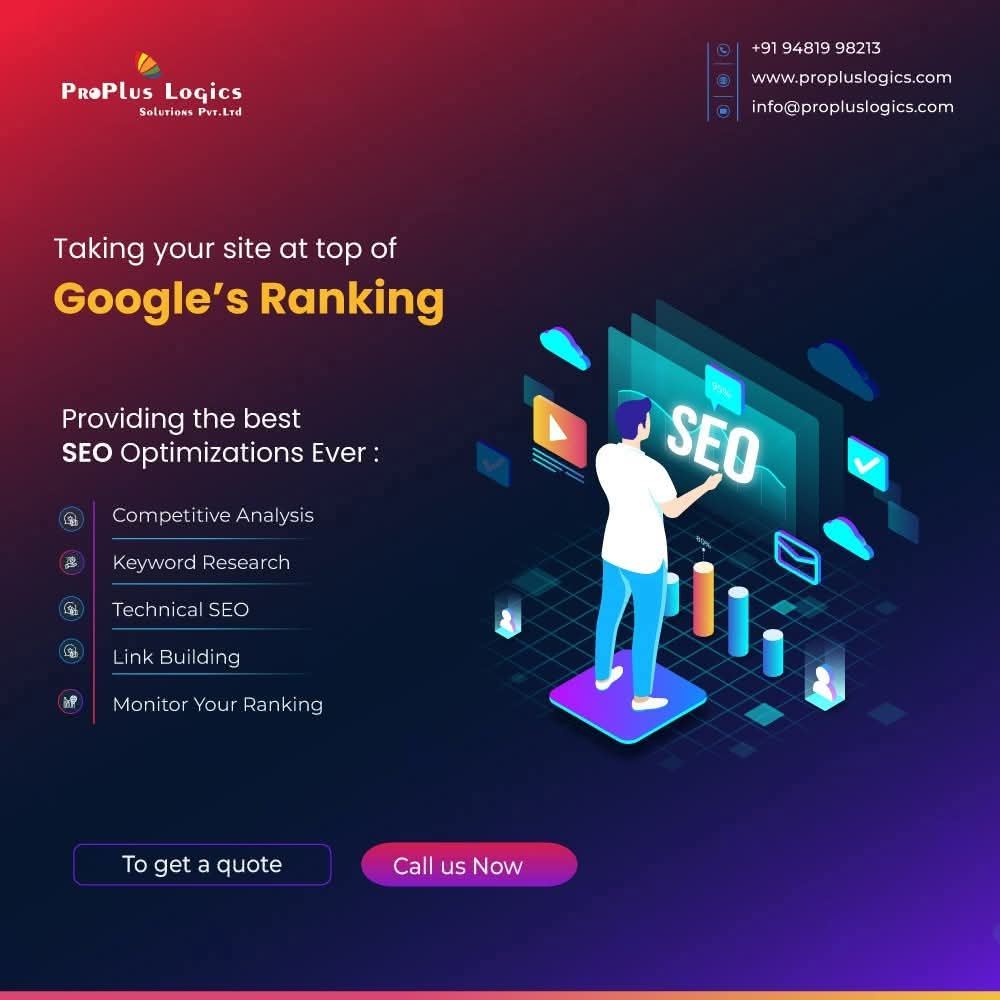 ProPlus Logics
Solutions Pvt.Ltd
+91 94819 98213
www.propluslogics.com
info@propluslogics.com
Taking your site at top of
Google's Ranking
Providing the best
SEO Optimizations Ever :
Competitive Analysis
Keyword Research
Technical SEO
Link Building
Monitor Your Ranking
99%
SEO
80%
To get a quote
Call us Now